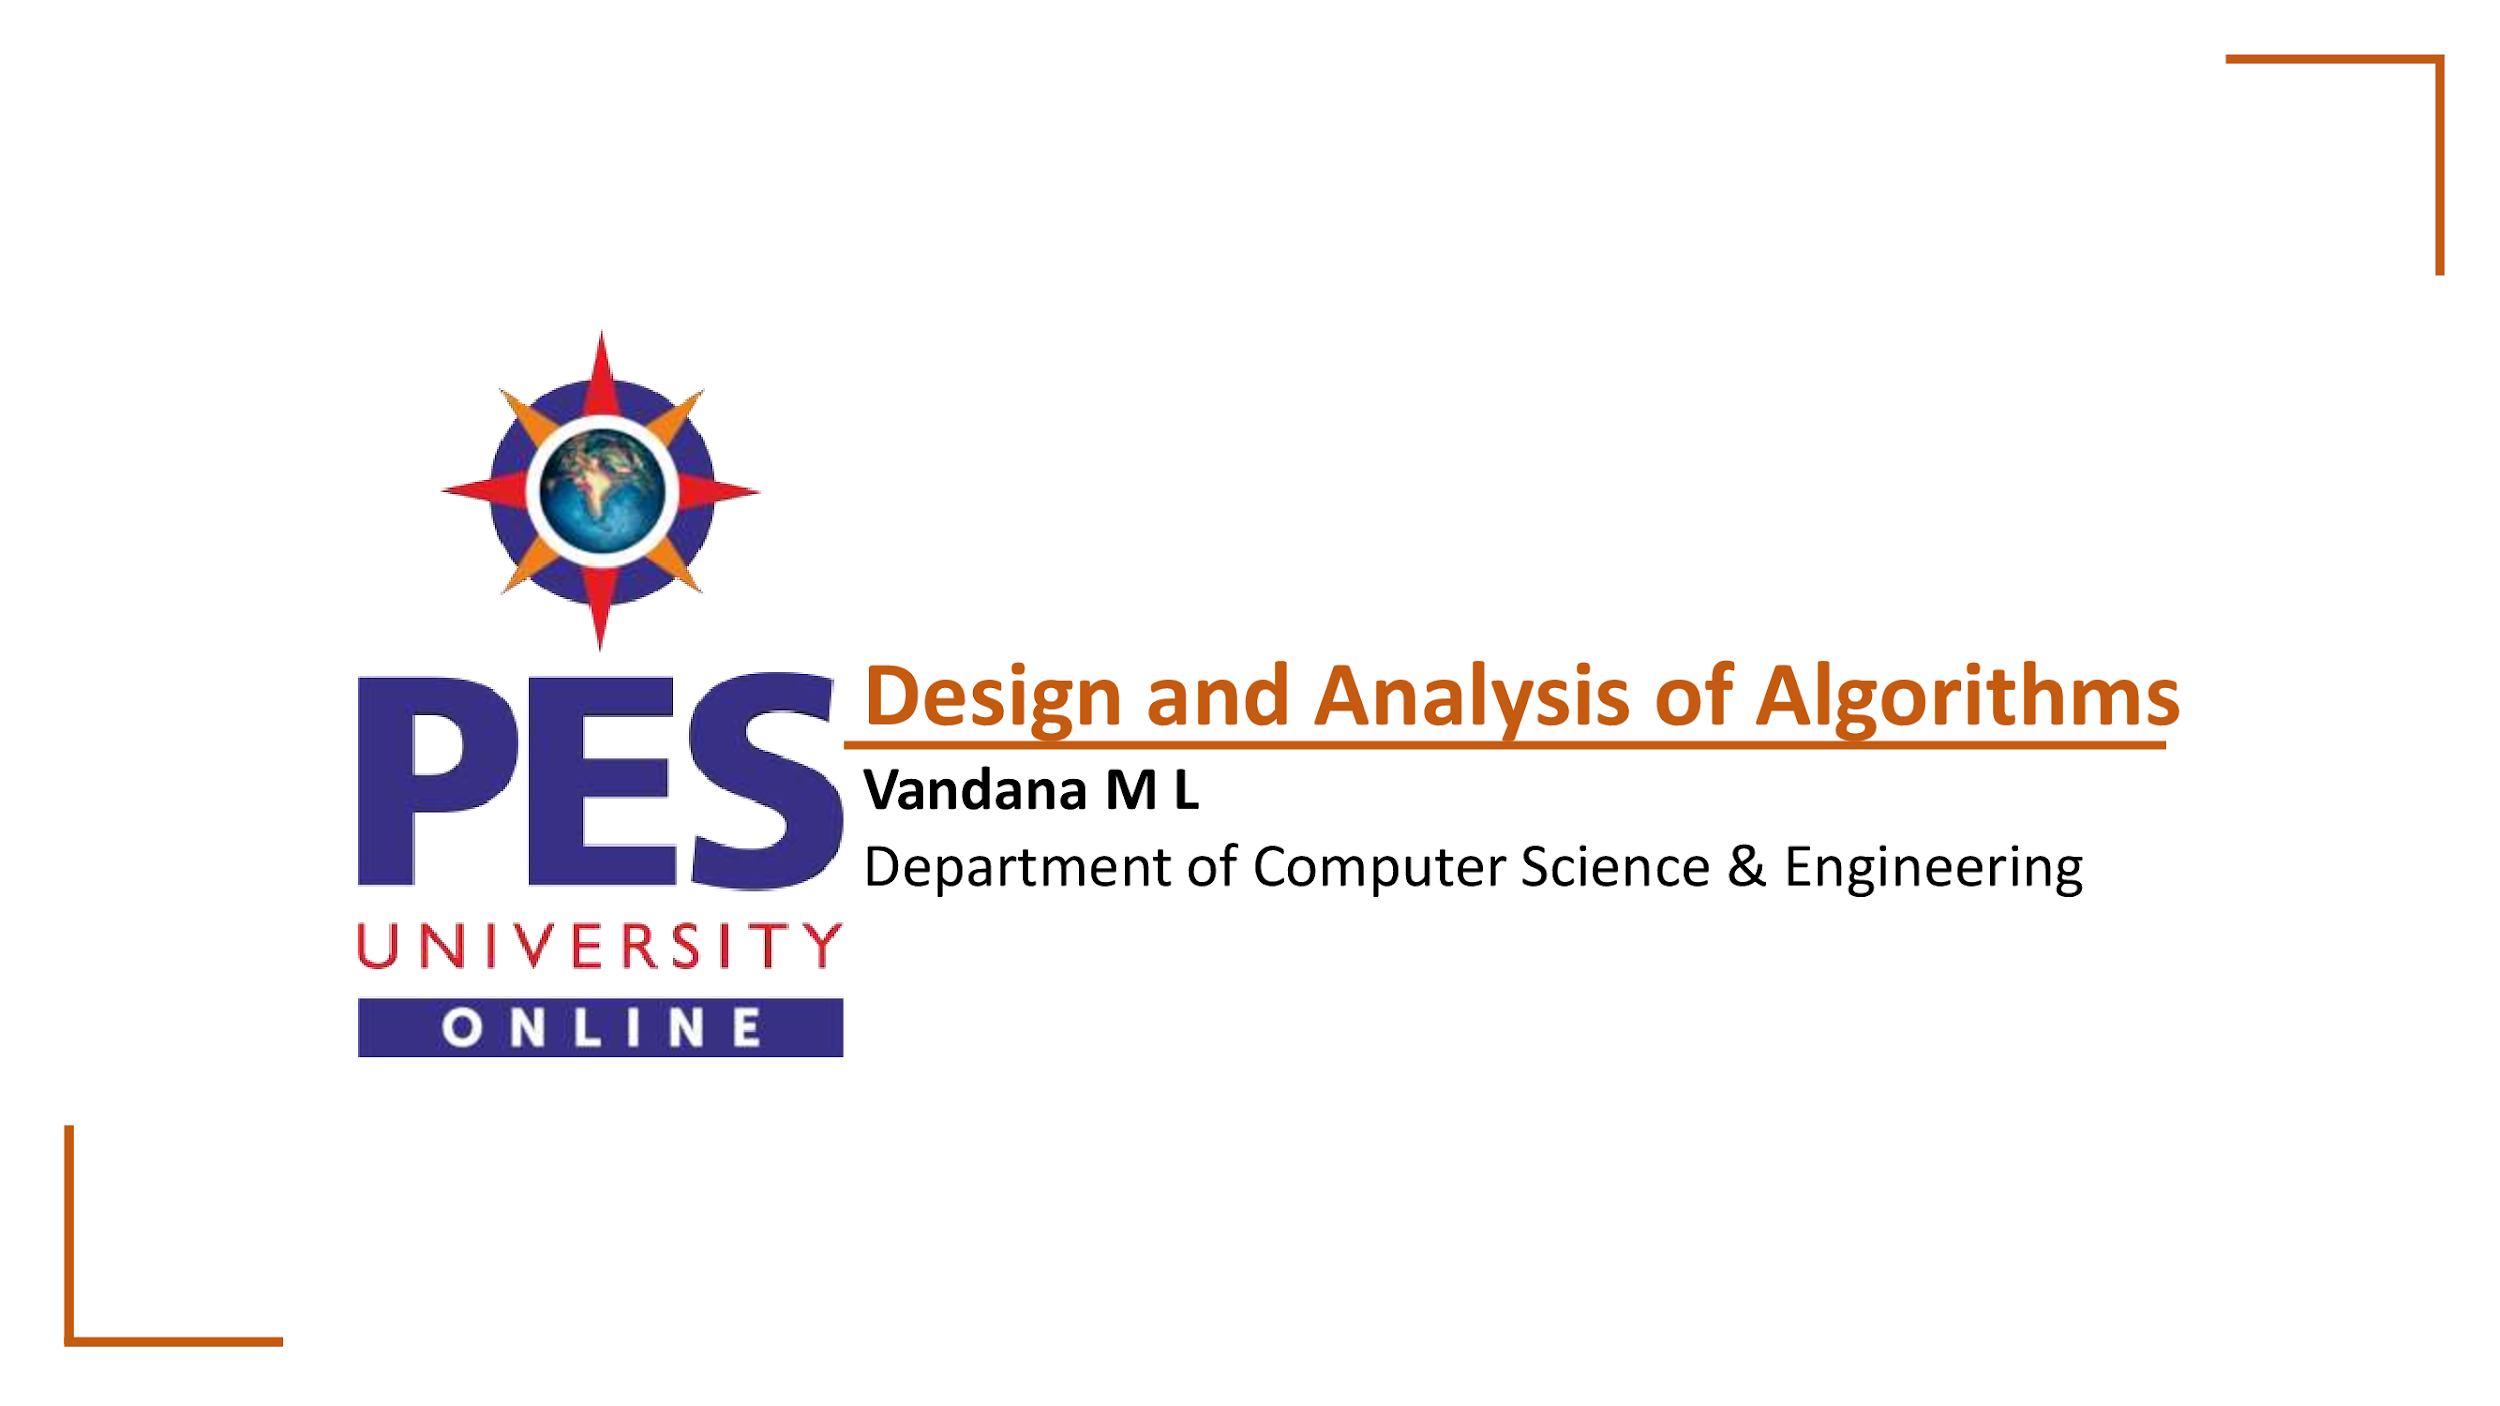 PES
UNIVERSITY
ONLINE
Design and Analysis of Algorithms
Vandana M L
Department of Computer Science & Engineering